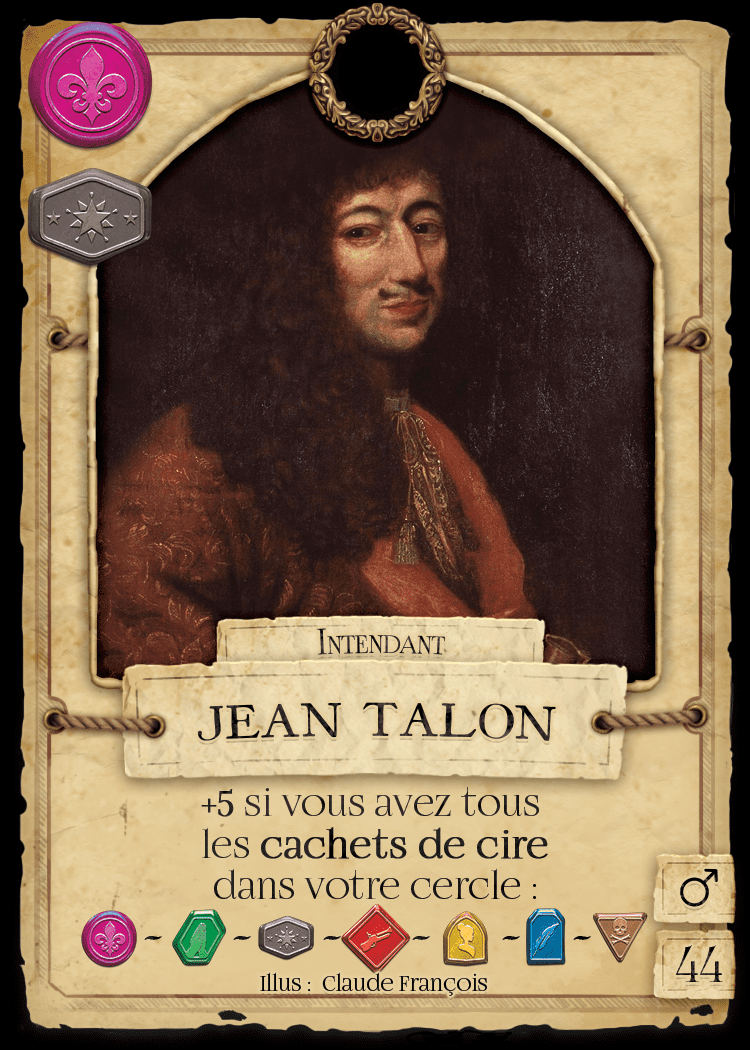 INTENDANT
JEAN TALON
+5 si vous avez tous
les cachets de cire
dans votre cercle :
~ ~ ~ ~ ~ ~
Illus : Claude François
♂
44